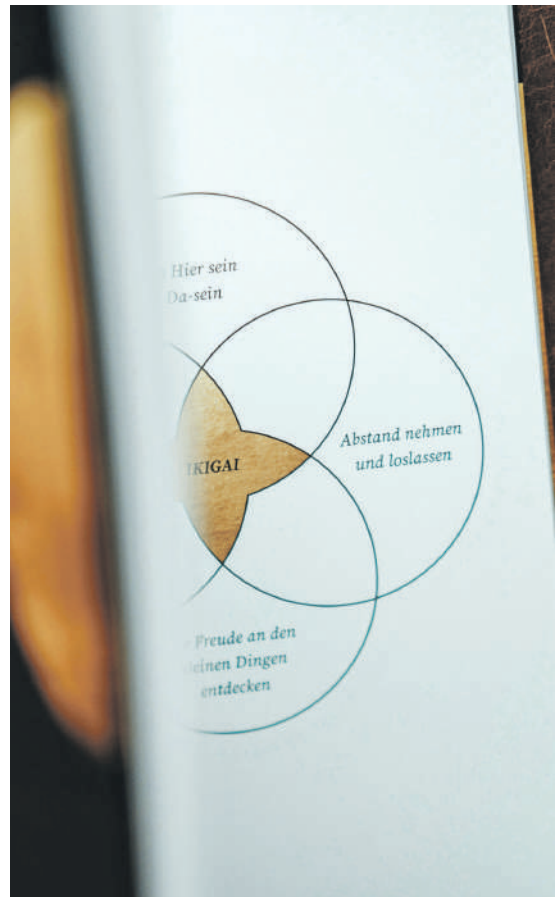 Hier sein
Da-sein
Abstand nehmen
und loslassen
IKIGAI
Freude an den
Dingen
entdecken